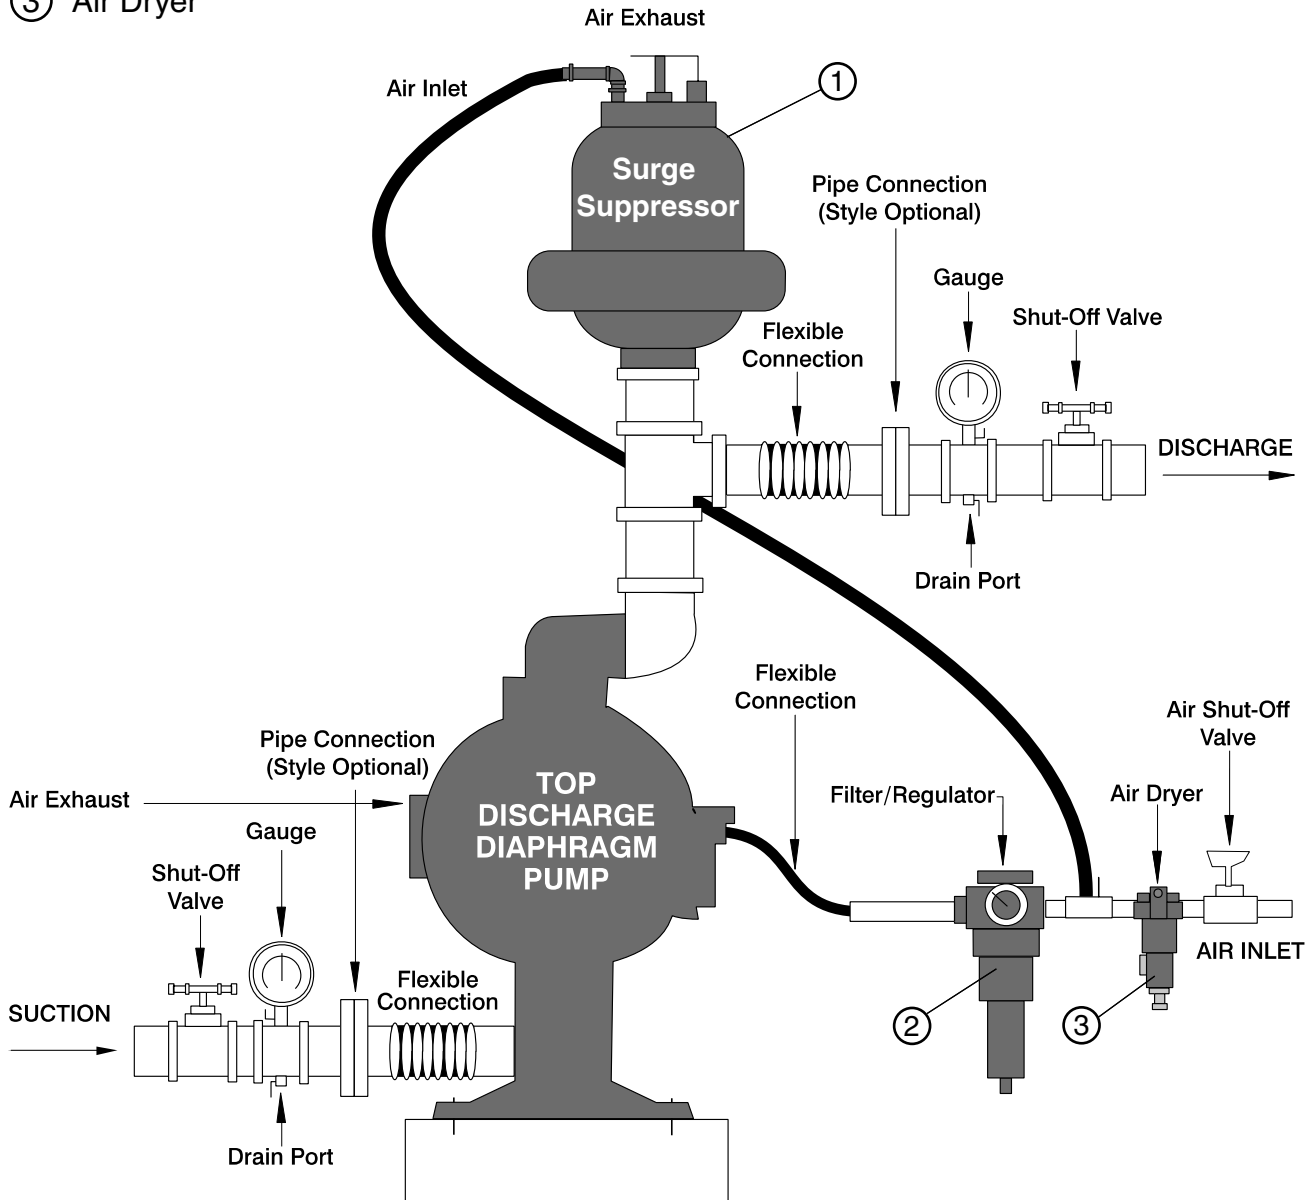 3 Air Dryer
Air Exhaust
Air Inlet
1
Surge
Suppressor
Pipe Connection
(Style Optional)
Gauge
Shut-Off Valve
Flexible
Connection
DISCHARGE
Drain Port
Flexible
Connection
Air Shut-Off
Valve
Pipe Connection
(Style Optional)
Air Exhaust
TOP
DISCHARGE
DIAPHRAGM
PUMP
Filter/Regulator
Air Dryer
Gauge
Shut-Off
Valve
AIR INLET
Flexible
Connection
SUCTION
2
3
Drain Port